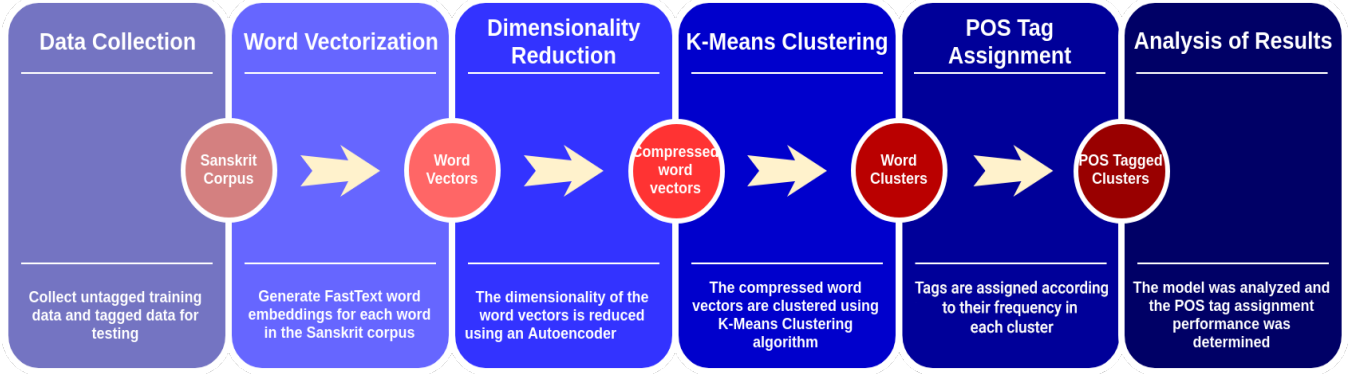 Data Collection
Word Vectorization
Dimensionality
Reduction
K-Means Clustering
POS Tag
Assignment
Analysis of Results
Sanskrit
Corpus
Word
Vectors
Compressed
word
vectors
Word
Clusters
POS Tagged
Clusters
Collect untagged training
data and tagged data for
testing
Generate FastText word
embeddings for each word
in the Sanskrit corpus
The dimensionality of the
word vectors is reduced
using an Autoencoder
The compressed word
vectors are clustered using
K-Means Clustering
algorithm
Tags are assigned according
to their frequency in
each cluster
The model was analyzed and
the POS tag assignment
performance was
determined